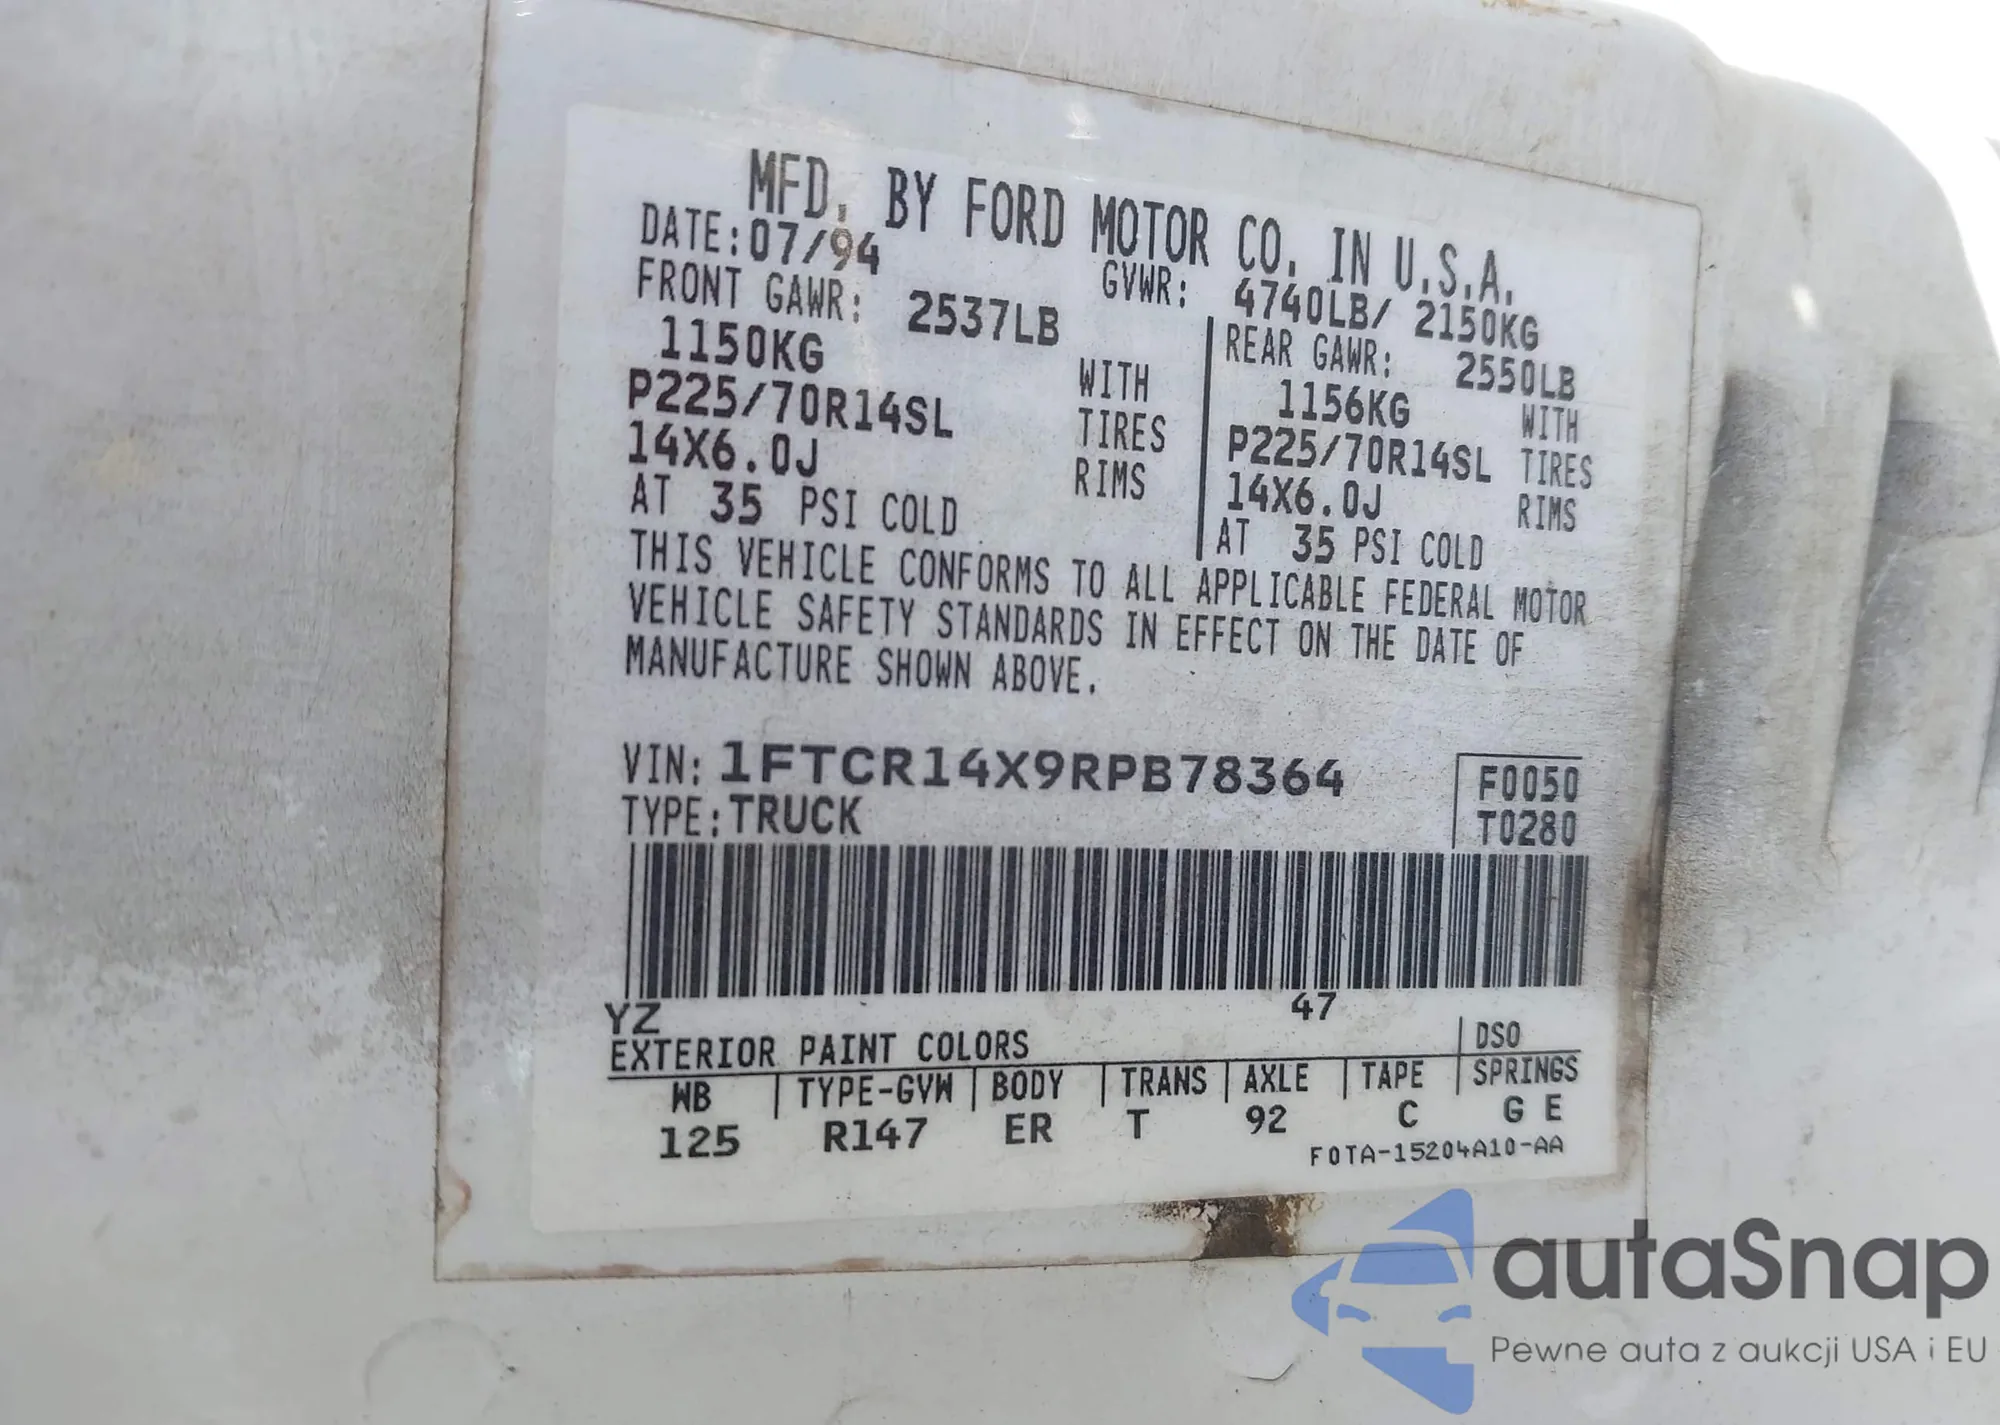 MFD. BY FORD MOTOR CO. IN U.S.A.
DATE: 07/94 GVWR: 4740LB/ 2150KG
FRONT GAWR: 2537LB REAR GAWR: 2550LB
1150KG WITH 1156KG WITH
P225/70R14SL TIRES P225/70R14SL TIRES
14X6.0J RIMS 14X6.0J RIMS
AT 35 PSI COLD AT 35 PSI COLD
THIS VEHICLE CONFORMS TO ALL APPLICABLE FEDERAL MOTOR
VEHICLE SAFETY STANDARDS IN EFFECT ON THE DATE OF
MANUFACTURE SHOWN ABOVE.
VIN: 1FTCR14X9RPB78364 F0050
TYPE: TRUCK T0280
YZ 47
EXTERIOR PAINT COLORS DSO
WB TYPE-GVW BODY TRANS AXLE TAPE SPRINGS
125 R147 ER T 92 C G E
F0TA-15204A10-AA
autaSnap
Pewne auta z aukcji USA i EU